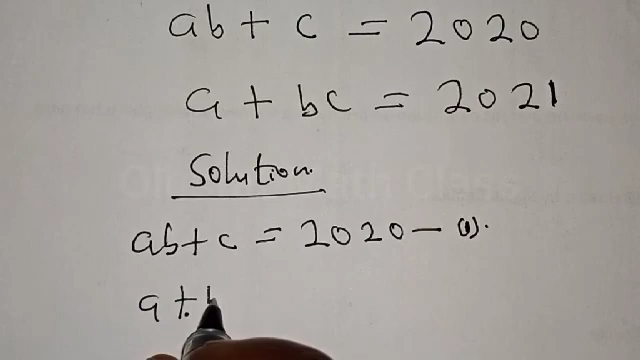 ab + c = 2020
a + bc = 2021
Solution
ab + c = 2020 — (1).
a +